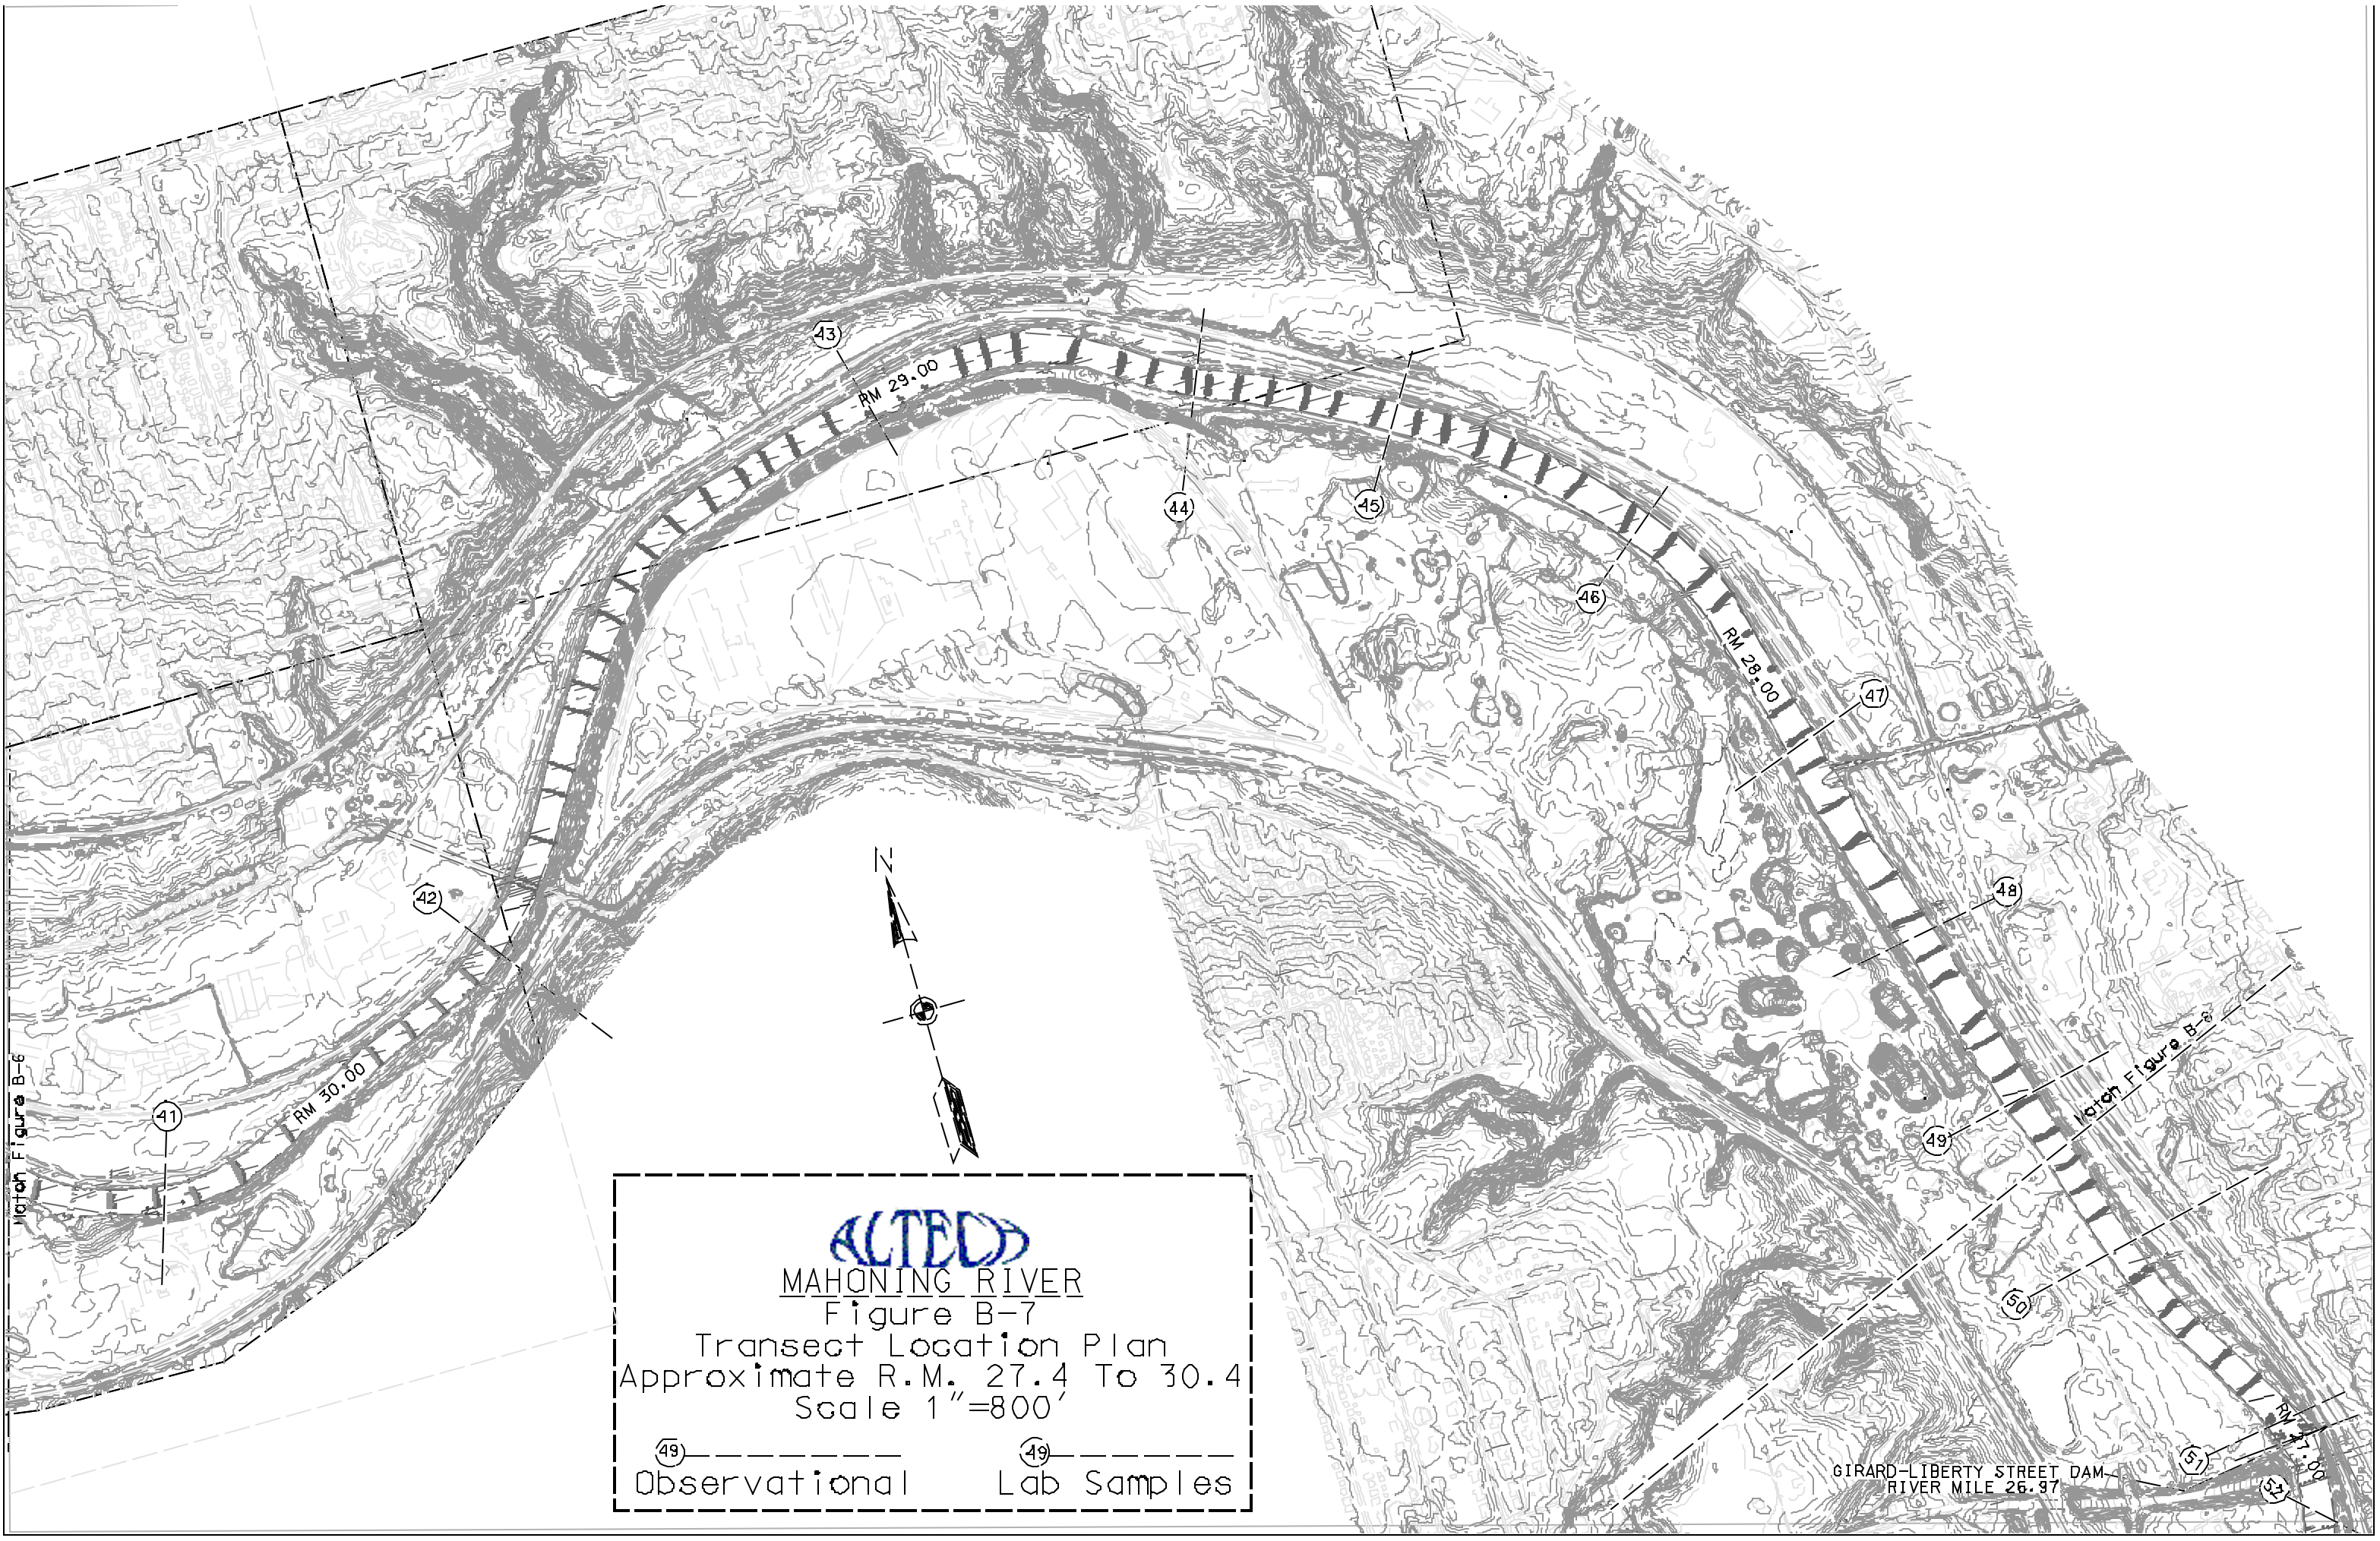 43
RM 29.00
44
45
46
RM 28.00
47
42
48
N
Match Figure B-6
RM 30.00
41
Match Figure B-8
49
50
ALTECH
MAHONING RIVER
Figure B-7
Transect Location Plan
Approximate R.M. 27.4 To 30.4
Scale 1"=800'
49
Observational
49
Lab Samples
RM 27.00
51
GIRARD-LIBERTY STREET DAM
RIVER MILE 26.97
52